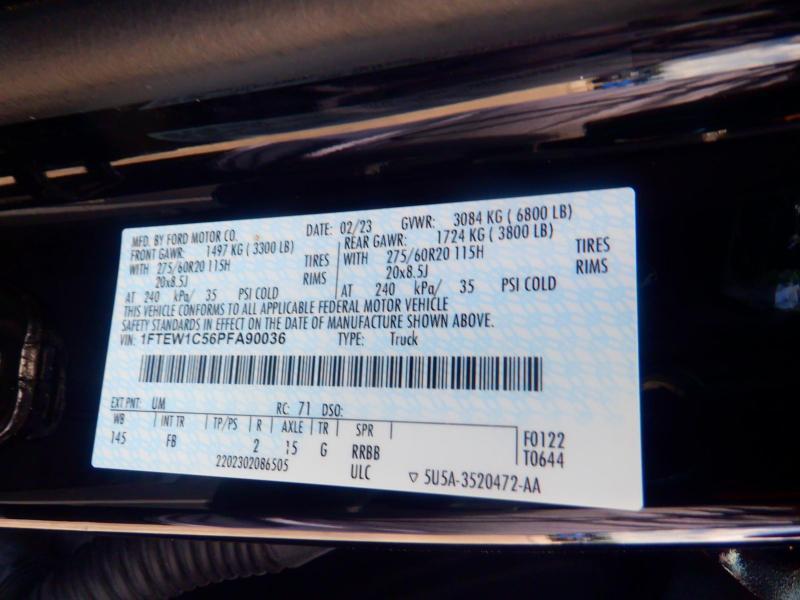 MFD. BY FORD MOTOR CO. DATE: 02/23 GVWR: 3084 KG ( 6800 LB)
FRONT GAWR: 1497 KG ( 3300 LB) REAR GAWR: 1724 KG ( 3800 LB)
WITH 275/60R20 115H TIRES WITH 275/60R20 115H TIRES
20x8.5J RIMS 20x8.5J RIMS
AT 240 kPa/ 35 PSI COLD AT 240 kPa/ 35 PSI COLD
THIS VEHICLE CONFORMS TO ALL APPLICABLE FEDERAL MOTOR VEHICLE
SAFETY STANDARDS IN EFFECT ON THE DATE OF MANUFACTURE SHOWN ABOVE.
VIN: 1FTEW1C56PFA90036 TYPE: Truck
EXT PNT: UM RC: 71 DSO:
WB INT TR TP/PS R AXLE TR SPR
145 FB 2 15 G RRBB F0122
2202302086505 ULC T0644
▽ 5U5A-3520472-AA